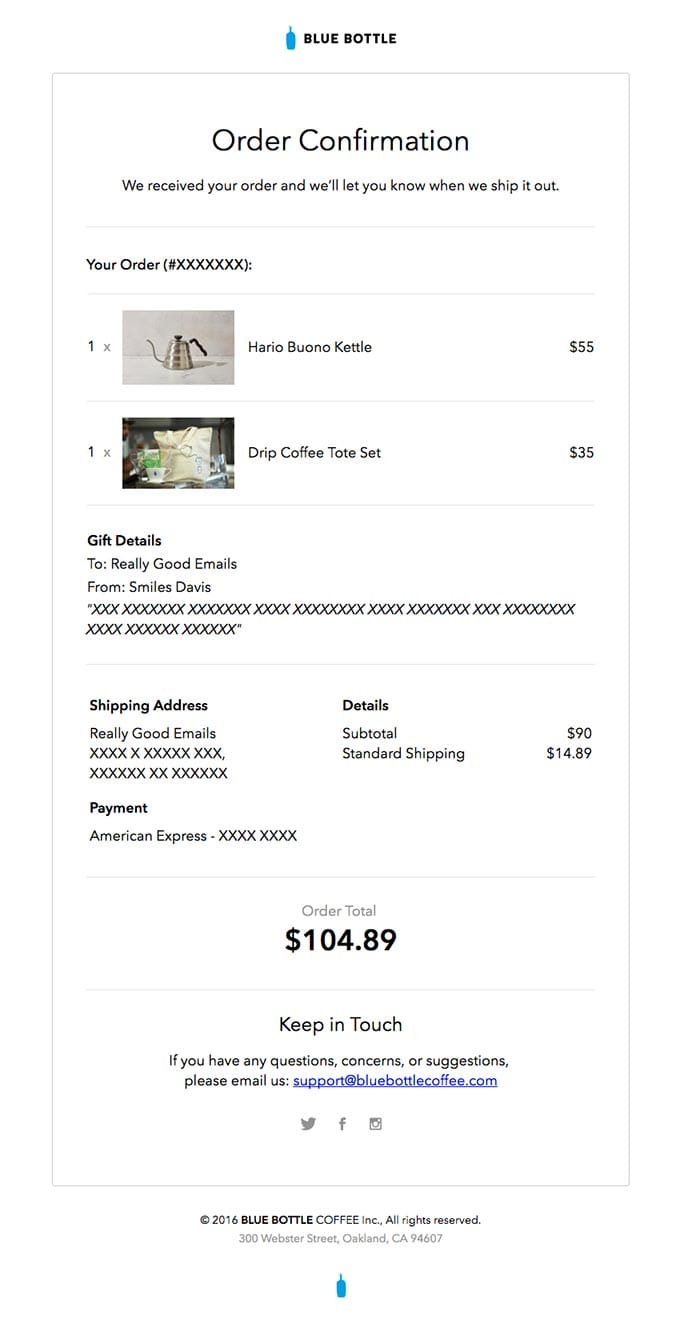 BLUE BOTTLE
Order Confirmation
We received your order and we'll let you know when we ship it out.
Your Order (#XXXXXXX):
1 x Hario Buono Kettle $55
1 x Drip Coffee Tote Set $35
Gift Details
To: Really Good Emails
From: Smiles Davis
"XXX XXXXXXX XXXXXXX XXXX XXXXXXXX XXXX XXXXXXX XXX XXXXXXXX
XXXX XXXXXX XXXXXX"
Shipping Address
Really Good Emails
XXXX X XXXXX XXX,
XXXXXX XX XXXXXX
Payment
American Express - XXXX XXXX
Details
Subtotal $90
Standard Shipping $14.89
Order Total
$104.89
Keep in Touch
If you have any questions, concerns, or suggestions,
please email us: support@bluebottlecoffee.com
© 2016 BLUE BOTTLE COFFEE Inc., All rights reserved.
300 Webster Street, Oakland, CA 94607